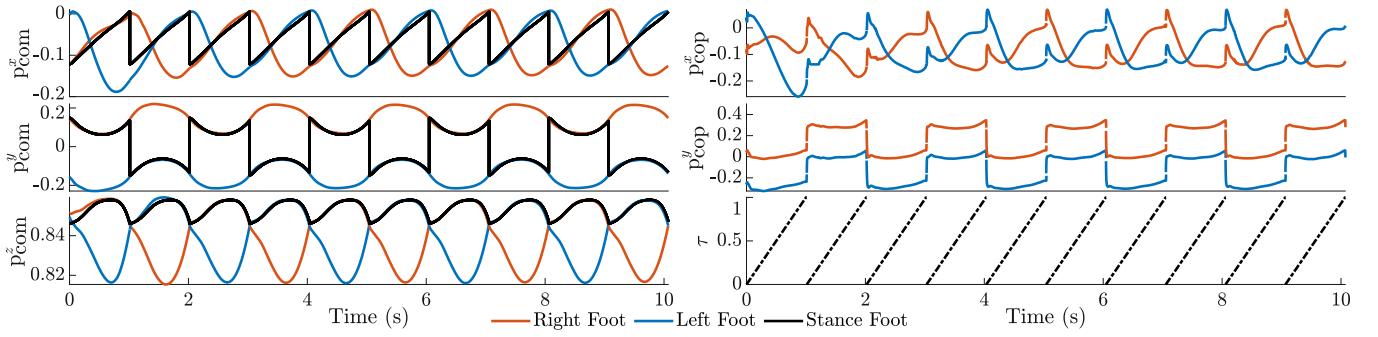 0
-0.1
-0.2
p^x_com
0.2
0
-0.2
p^y_com
0.84
0.82
p^z_com
0 2 4 6 8 10
Time (s)
0
-0.1
-0.2
p^x_cop
0.4
0.2
0
-0.2
p^y_cop
1
0.5
0
τ
0 2 4 6 8 10
Time (s)
Right Foot Left Foot Stance Foot